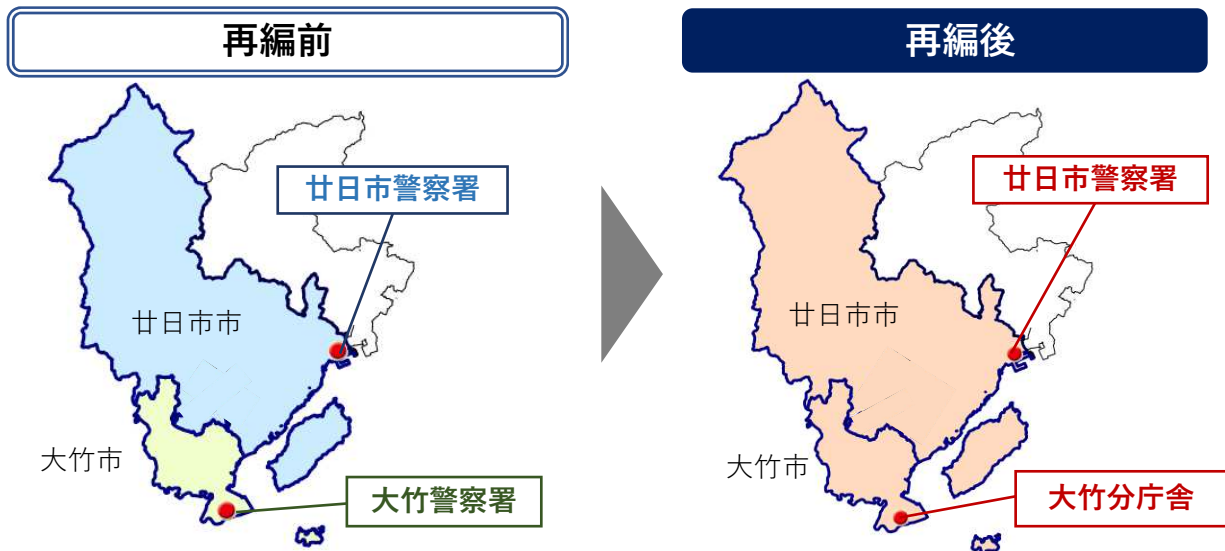 再編前
再編後
廿日市警察署
廿日市警察署
廿日市市
廿日市市
大竹市
大竹市
大竹警察署
大竹分庁舎